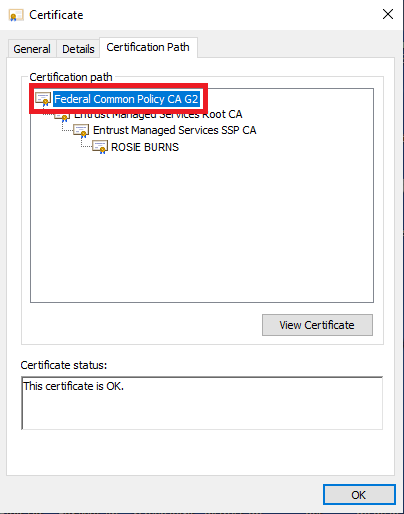 Certificate
General Details Certification Path
Certification path
Federal Common Policy CA G2
Entrust Managed Services Root CA
Entrust Managed Services SSP CA
ROSIE BURNS
View Certificate
Certificate status:
This certificate is OK.
OK